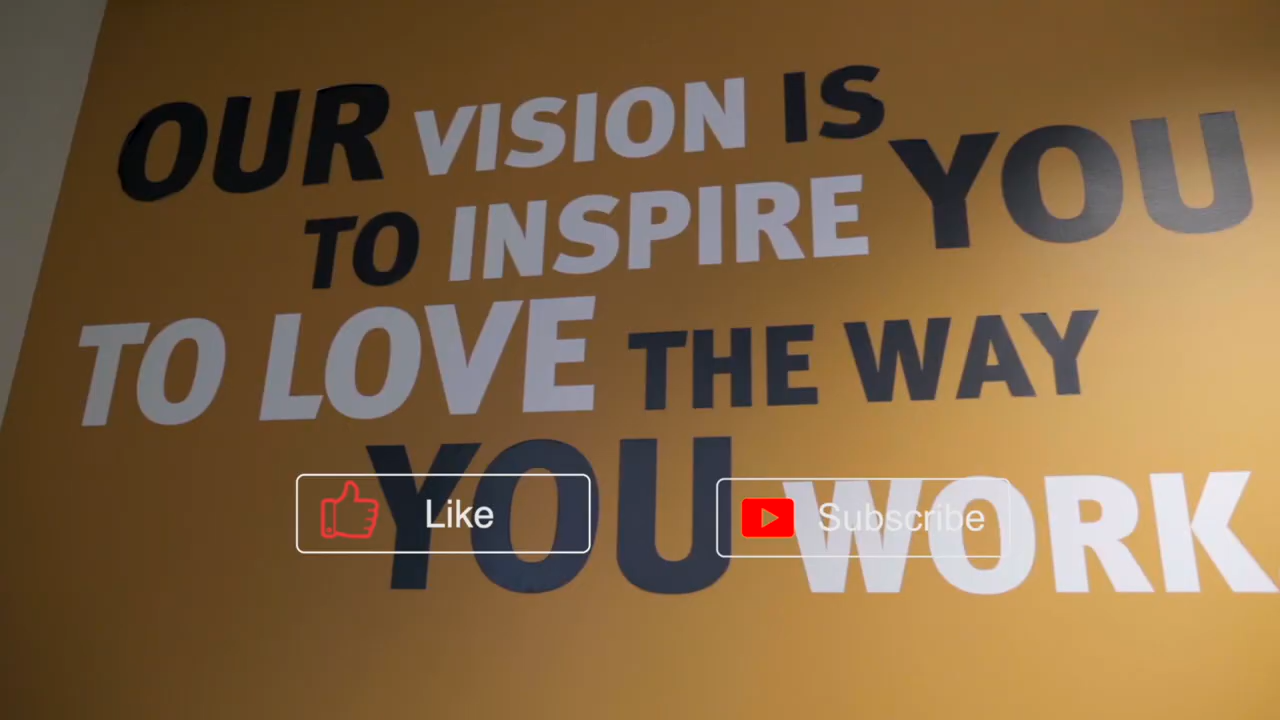 OUR VISION IS
TO INSPIRE YOU
TO LOVE THE WAY
YOU WORK
Like
Subscribe